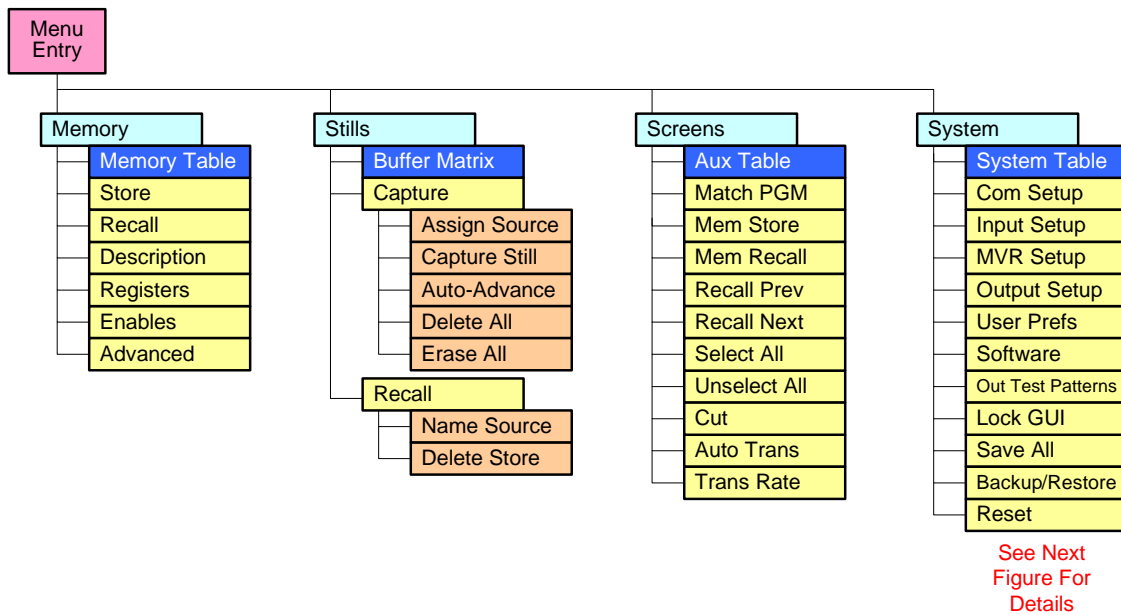 Menu
Entry
Memory
Memory Table
Store
Recall
Description
Registers
Enables
Advanced
Stills
Buffer Matrix
Capture
Assign Source
Capture Still
Auto-Advance
Delete All
Erase All
Recall
Name Source
Delete Store
Screens
Aux Table
Match PGM
Mem Store
Mem Recall
Recall Prev
Recall Next
Select All
Unselect All
Cut
Auto Trans
Trans Rate
System
System Table
Com Setup
Input Setup
MVR Setup
Output Setup
User Prefs
Software
Out Test Patterns
Lock GUI
Save All
Backup/Restore
Reset
See Next
Figure For
Details